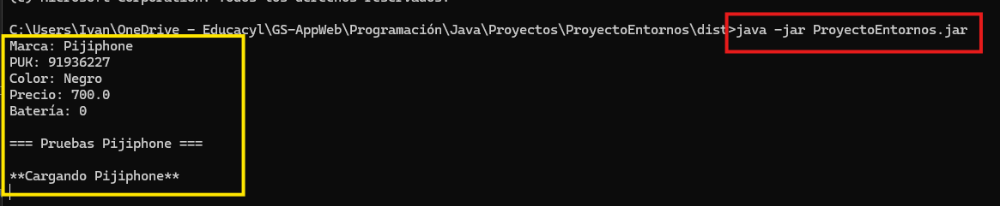 (c) Microsoft Corporation. Todos los derechos reservados.
C:\Users\Ivan\OneDrive - Educacyl\GS-AppWeb\Programación\Java\Proyectos\ProyectoEntornos\dist>java -jar ProyectoEntornos.jar
Marca: Pijiphone
PUK: 91936227
Color: Negro
Precio: 700.0
Batería: 0
=== Pruebas Pijiphone ===
**Cargando Pijiphone**